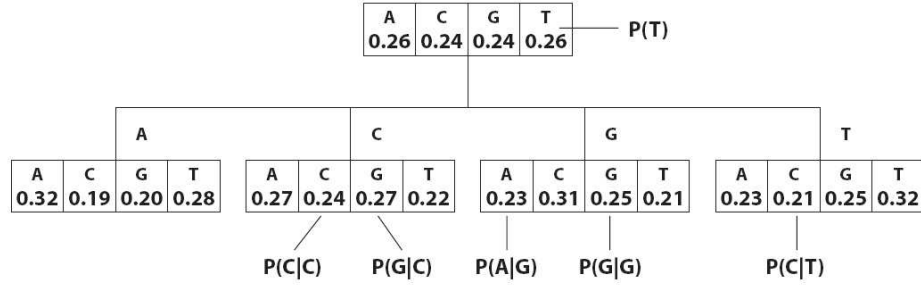 A C G T
0.26 0.24 0.24 0.26
P(T)
A C G T
A C G T A C G T A C G T A C G T
0.32 0.19 0.20 0.28 0.27 0.24 0.27 0.22 0.23 0.31 0.25 0.21 0.23 0.21 0.25 0.32
P(C|C) P(G|C) P(A|G) P(G|G) P(C|T)